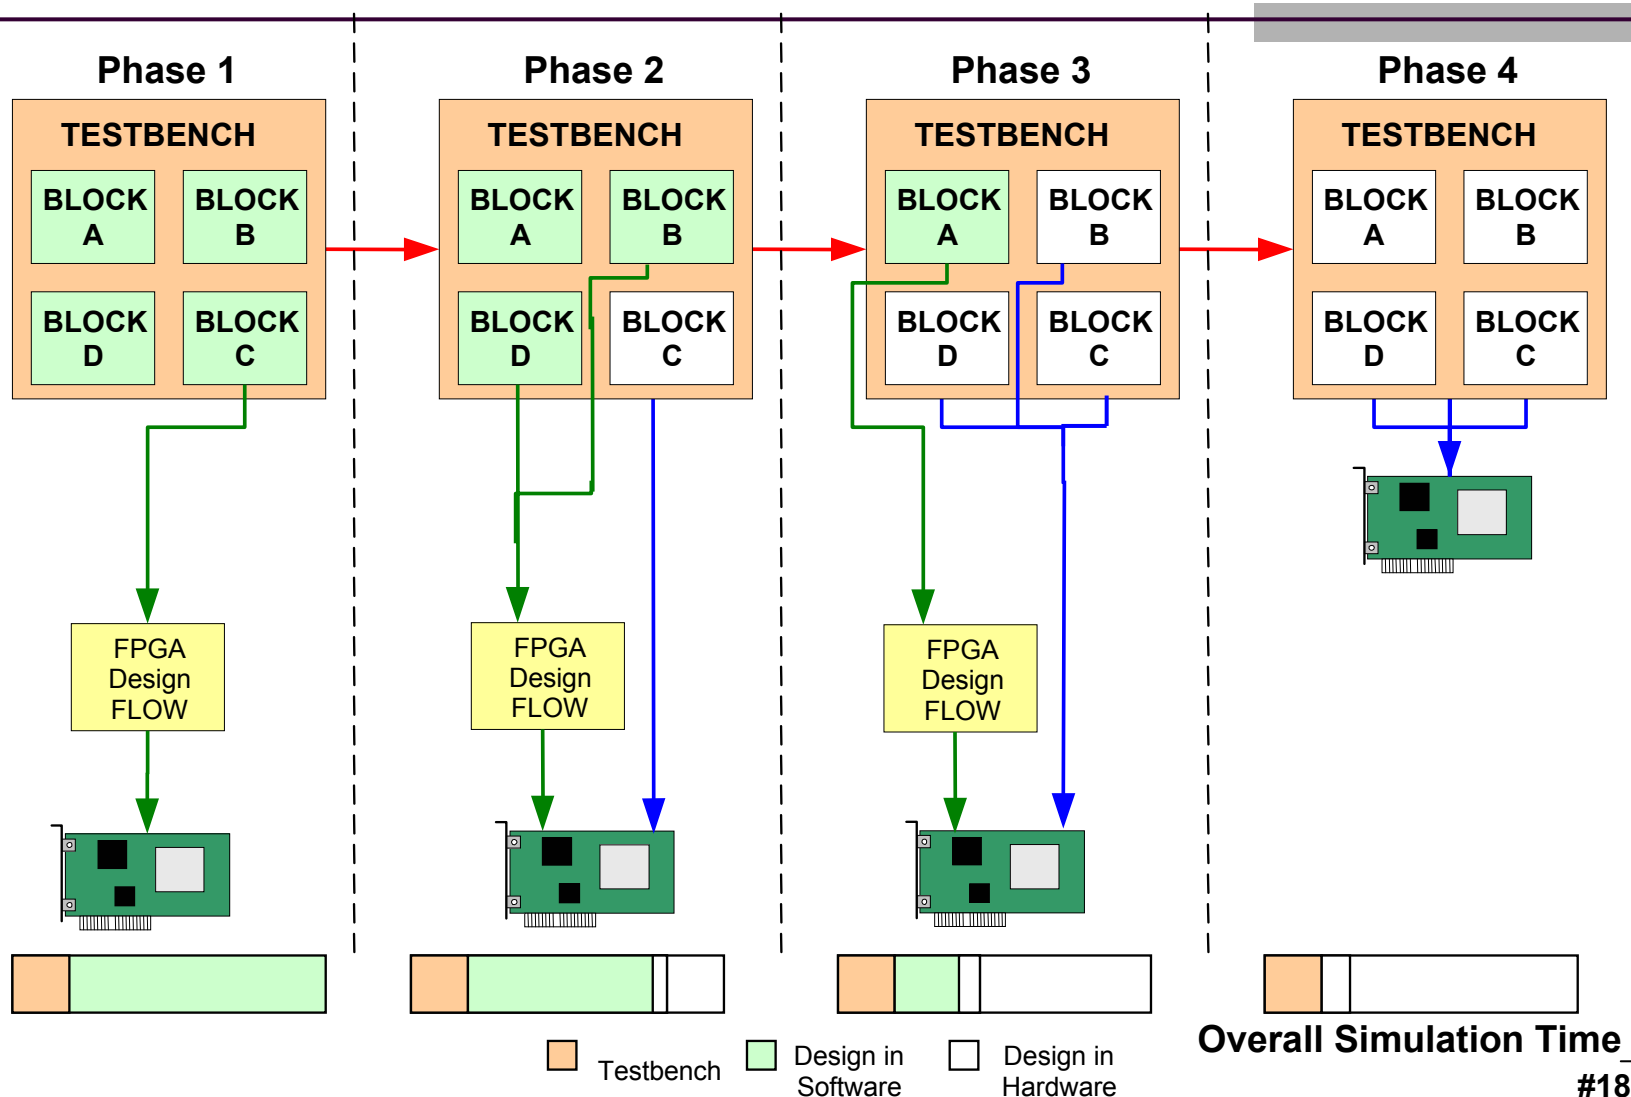 Phase 1
Phase 2
Phase 3
Phase 4
TESTBENCH
BLOCK
A
BLOCK
B
BLOCK
D
BLOCK
C
TESTBENCH
BLOCK
A
BLOCK
B
BLOCK
D
BLOCK
C
TESTBENCH
BLOCK
A
BLOCK
B
BLOCK
D
BLOCK
C
TESTBENCH
BLOCK
A
BLOCK
B
BLOCK
D
BLOCK
C
FPGA
Design
FLOW
FPGA
Design
FLOW
FPGA
Design
FLOW
Overall Simulation Time_
Testbench
Design in
Software
Design in
Hardware
#18